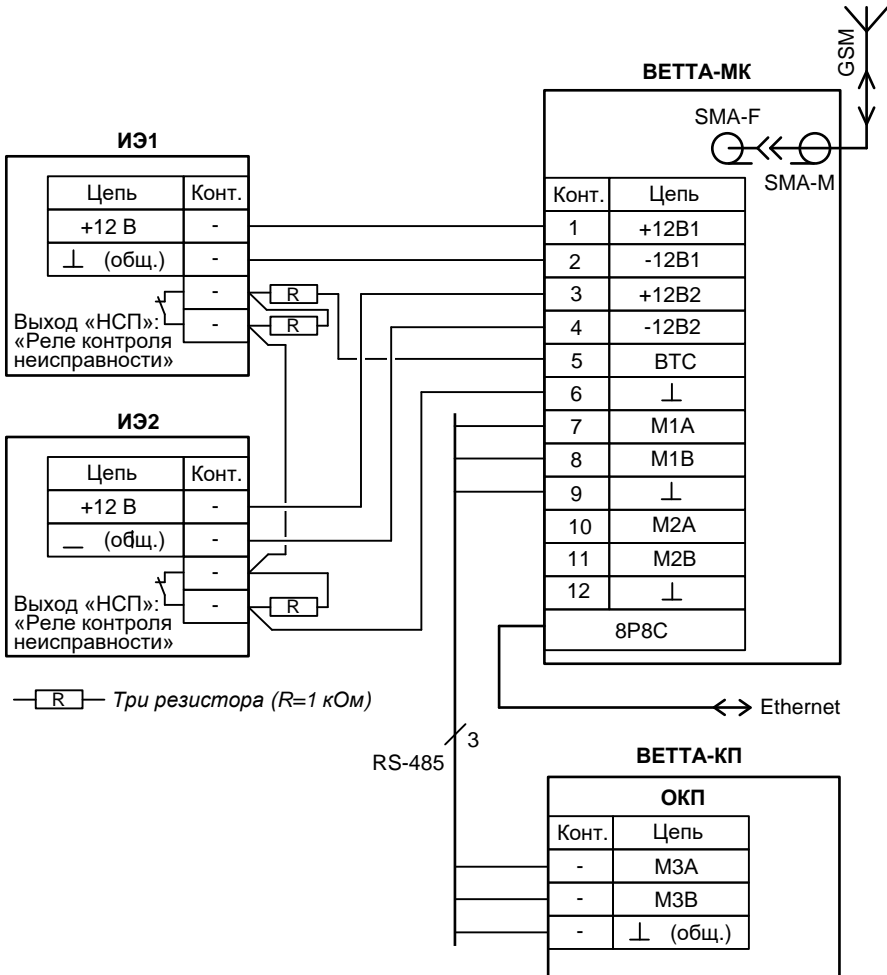 GSM
ВЕТТА-МК
SMA-F
SMA-M
ИЭ1
Цепь Конт.
+12 В -
⊥ (общ.) -
-
-
R
R
Выход «НСП»:
«Реле контроля
неисправности»
Конт. Цепь
1 +12В1
2 -12В1
3 +12В2
4 -12В2
5 ВТС
6 ⊥
7 М1А
8 М1В
9 ⊥
10 М2А
11 М2В
12 ⊥
8P8C
ИЭ2
Цепь Конт.
+12 В -
_ (общ.) -
-
-
R
Выход «НСП»:
«Реле контроля
неисправности»
R Три резистора (R=1 кОм)
Ethernet
3
RS-485
ВЕТТА-КП
ОКП
Конт. Цепь
- М3А
- М3В
- ⊥ (общ.)